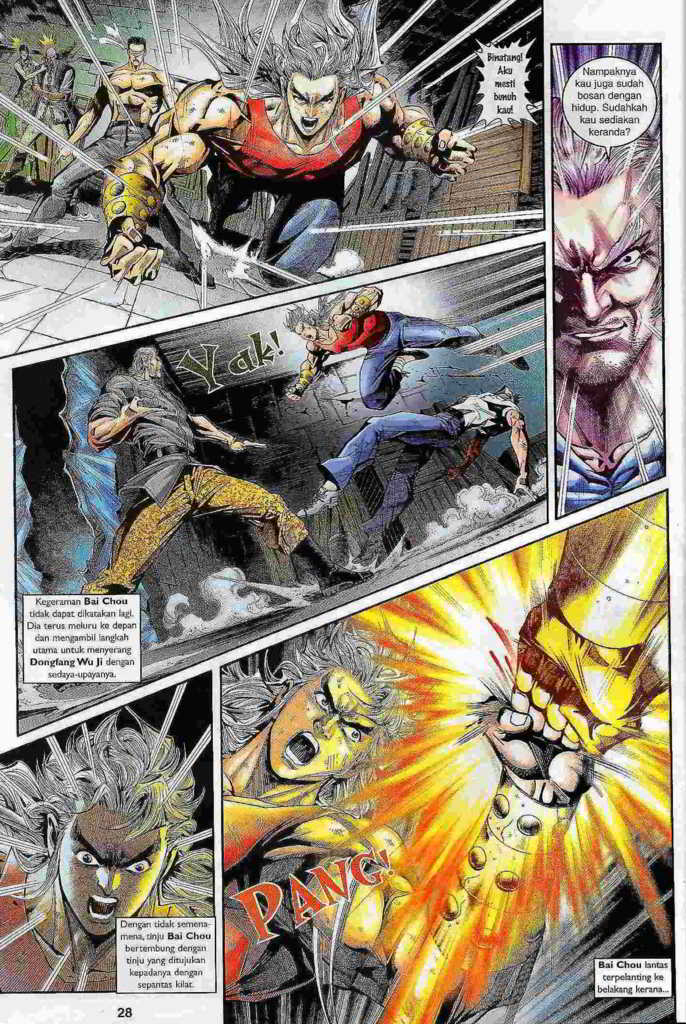 Binatang!
Aku
mesti
bunuh
kau!
Nampaknya
kau juga sudah
bosan dengan
hidup. Sudahkah
kau sediakan
keranda?
Yak!
Kegeraman Bai Chou
tidak dapat dikatakan lagi.
Dia terus meluru ke depan
dan mengambil langkah
utama untuk menyerang
Dongfang Wu Ji dengan
sedaya-upayanya.
Dengan tidak semena-
mena, tinju Bai Chou
bertembung dengan
tinju yang ditujukan
kepadanya dengan
sepantas kilat.
PANG!
Bai Chou lantas
terpelanting ke
belakang kerana...
28